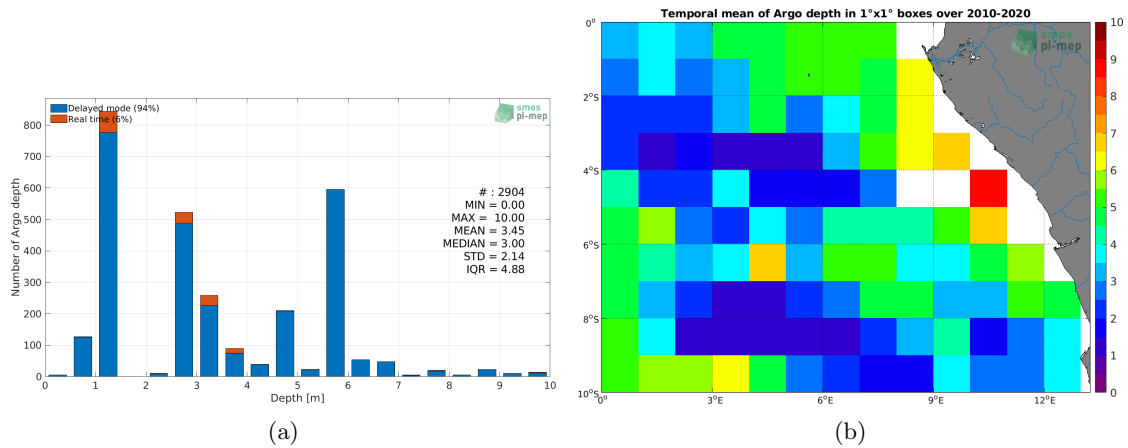 Delayed mode (94%)
Real time (6%)
smos
pi-mep
Number of Argo depth
800
700
600
500
400
300
200
100
0
# : 2904
MIN = 0.00
MAX = 10.00
MEAN = 3.45
MEDIAN = 3.00
STD = 2.14
IQR = 4.88
0 1 2 3 4 5 6 7 8 9 10
Depth [m]
(a)
Temporal mean of Argo depth in 1°x1° boxes over 2010-2020
smos
pi-mep
0°
2°S
4°S
6°S
8°S
10°S
0° 3°E 6°E 9°E 12°E
10
9
8
7
6
5
4
3
2
1
0
(b)